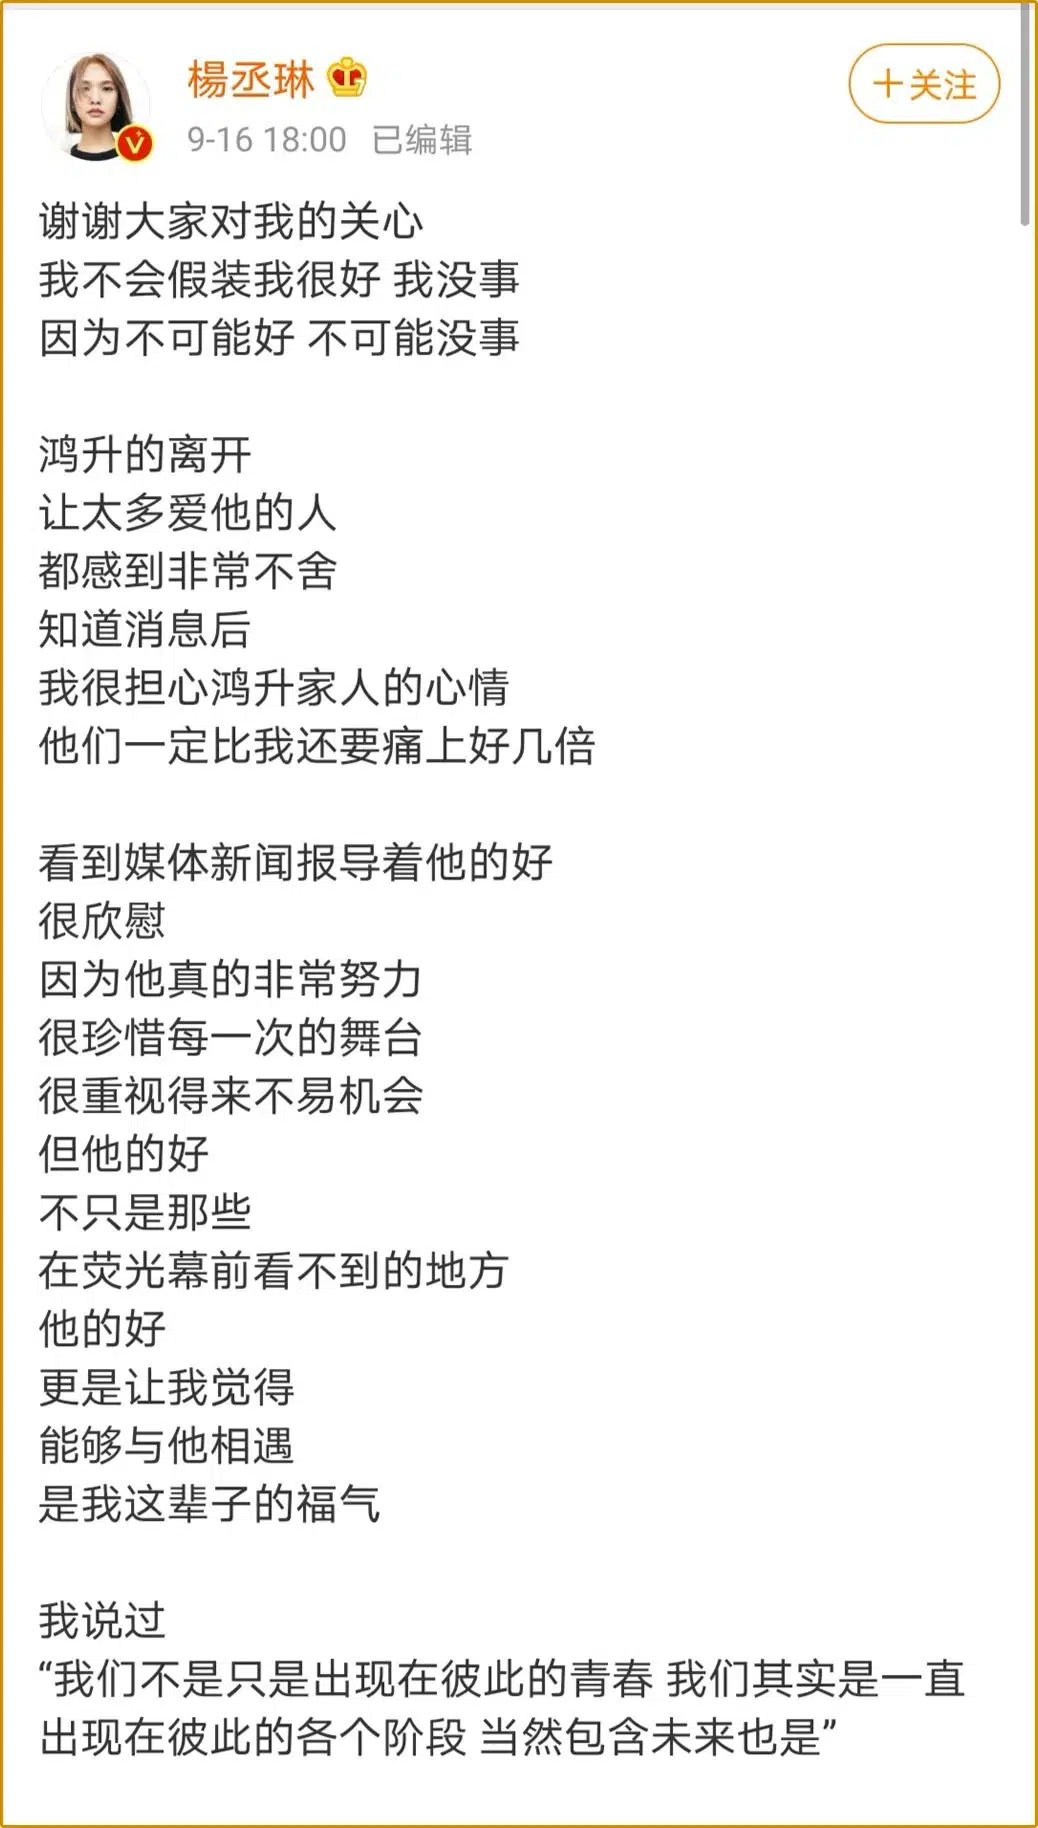 楊丞琳
+关注
9-16 18:00 已编辑
谢谢大家对我的关心
我不会假装我很好 我没事
因为不可能好 不可能没事
鸿升的离开
让太多爱他的人
都感到非常不舍
知道消息后
我很担心鸿升家人的心情
他们一定比我还要痛上好几倍
看到媒体新闻报导着他的好
很欣慰
因为他真的非常努力
很珍惜每一次的舞台
很重视得来不易机会
但他的好
不只是那些
在荧光幕前看不到的地方
他的好
更是让我觉得
能够与他相遇
是我这辈子的福气
我说过
“我们不是只是出现在彼此的青春 我们其实是一直
出现在彼此的各个阶段 当然包含未来也是”